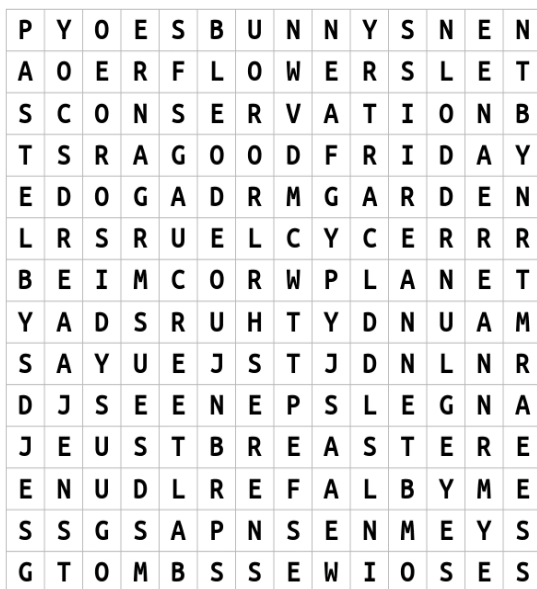 P Y O E S B U N N Y S N E N
A O E R F L O W E R S L E T
S C O N S E R V A T I O N B
T S R A G O O D F R I D A Y
E D O G A D R M G A R D E N
L R S R U E L C Y C E R R R
B E I M C O R W P L A N E T
Y A D S R U H T Y D N U A M
S A Y U E J S T J D N L N R
D J S E E N E P S L E G N A
J E U S T B R E A S T E R E
E N U D L R E F A L B Y M E
S S G S A P N S E N M E Y S
G T O M B S S E W I O S E S